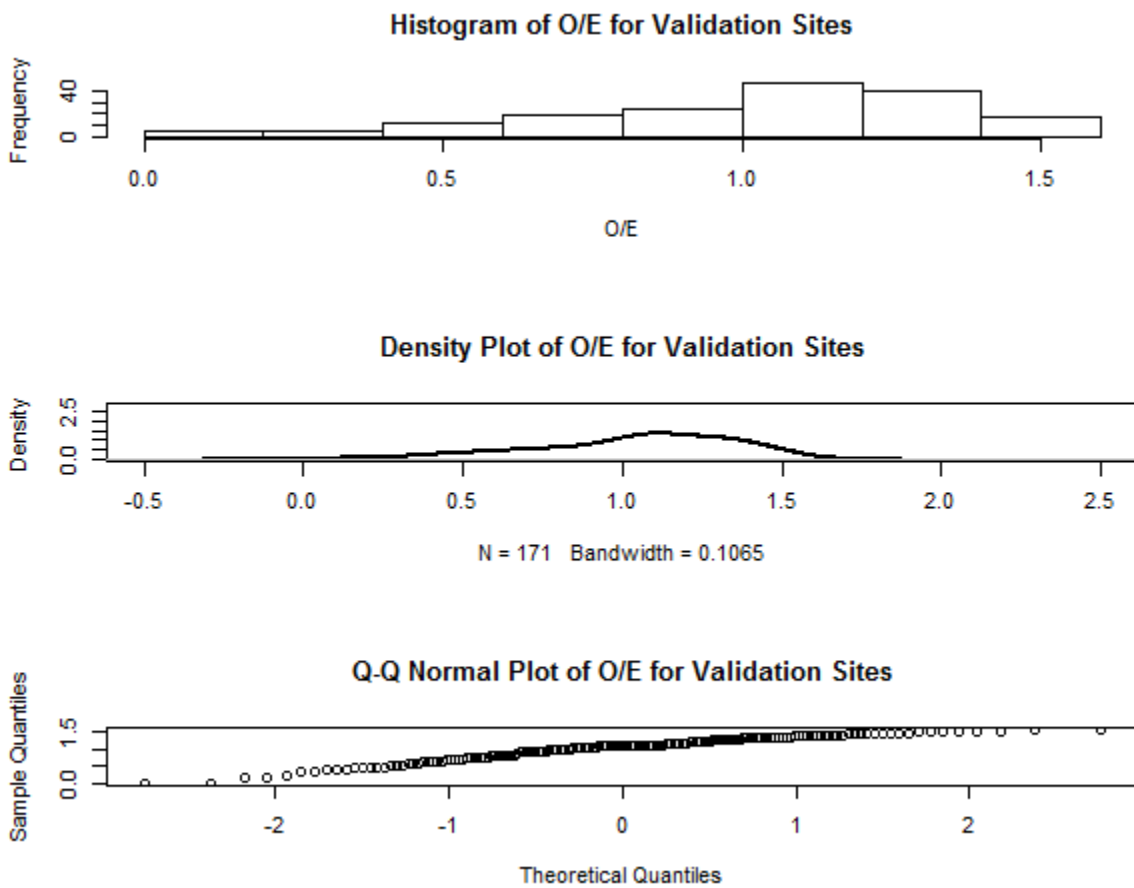 Histogram of O/E for Validation Sites
Frequency
40
0
0.0 0.5 1.0 1.5
O/E
Density Plot of O/E for Validation Sites
Density
2.5
0.0
-0.5 0.0 0.5 1.0 1.5 2.0 2.5
N = 171 Bandwidth = 0.1065
Q-Q Normal Plot of O/E for Validation Sites
Sample Quantiles
1.5
0.0
-2 -1 0 1 2
Theoretical Quantiles